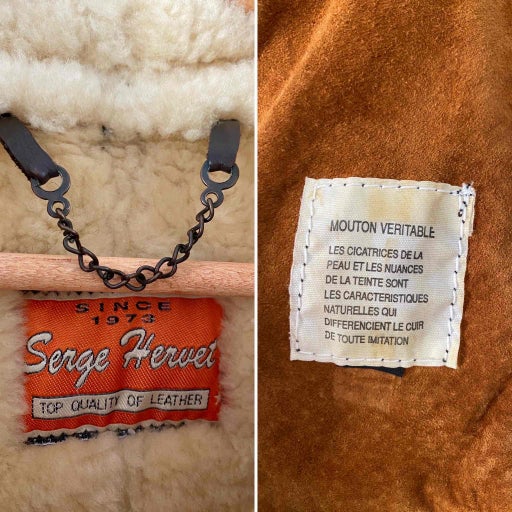 SINCE
1973
Serge Hervet
TOP QUALITY OF LEATHER
MOUTON VERITABLE
LES CICATRICES DE LA
PEAU ET LES NUANCES
DE LA TEINTE SONT
LES CARACTERISTIQUES
NATURELLES QUI
DIFFERENCIENT LE CUIR
DE TOUTE IMITATION